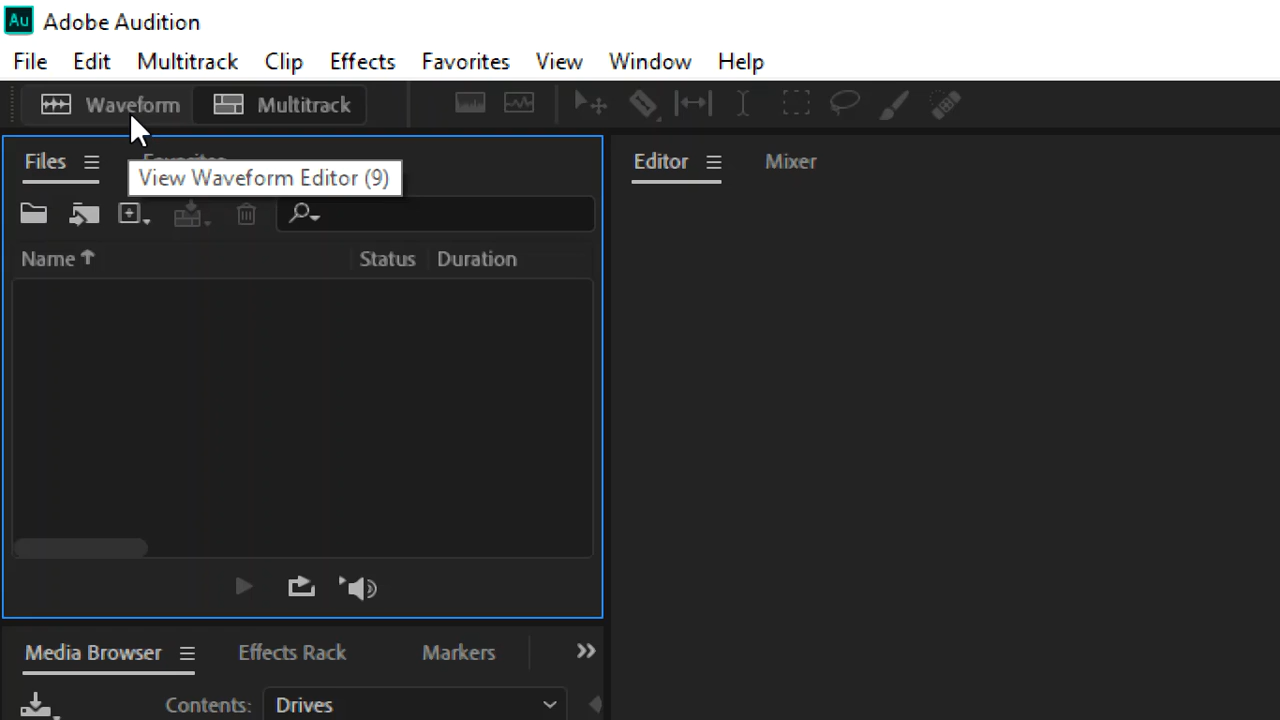 Au Adobe Audition
File Edit Multitrack Clip Effects Favorites View Window Help
Waveform Multitrack
Files Favorites Editor Mixer
View Waveform Editor (9)
Name Status Duration
Media Browser Effects Rack Markers
Contents: Drives